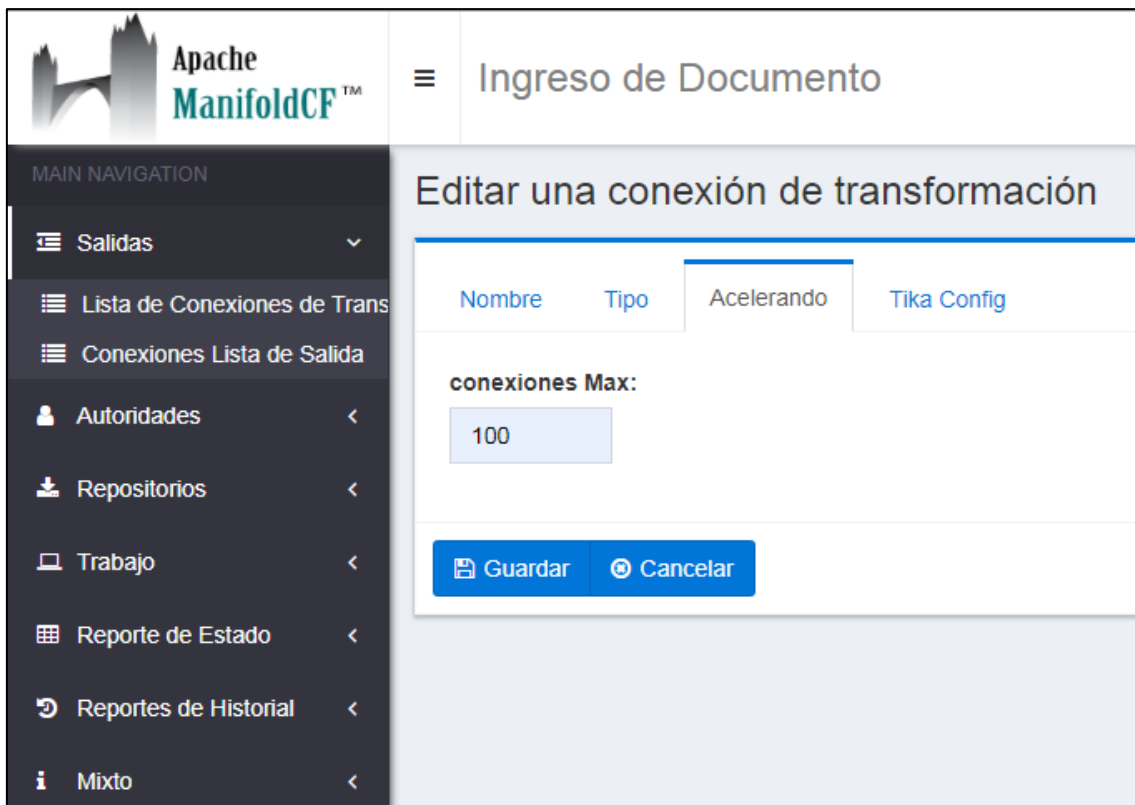 Apache
ManifoldCF™
Ingreso de Documento
MAIN NAVIGATION
Salidas
Lista de Conexiones de Trans
Conexiones Lista de Salida
Autoridades
Repositorios
Trabajo
Reporte de Estado
Reportes de Historial
Mixto
Editar una conexión de transformación
Nombre Tipo Acelerando Tika Config
conexiones Max:
100
Guardar Cancelar